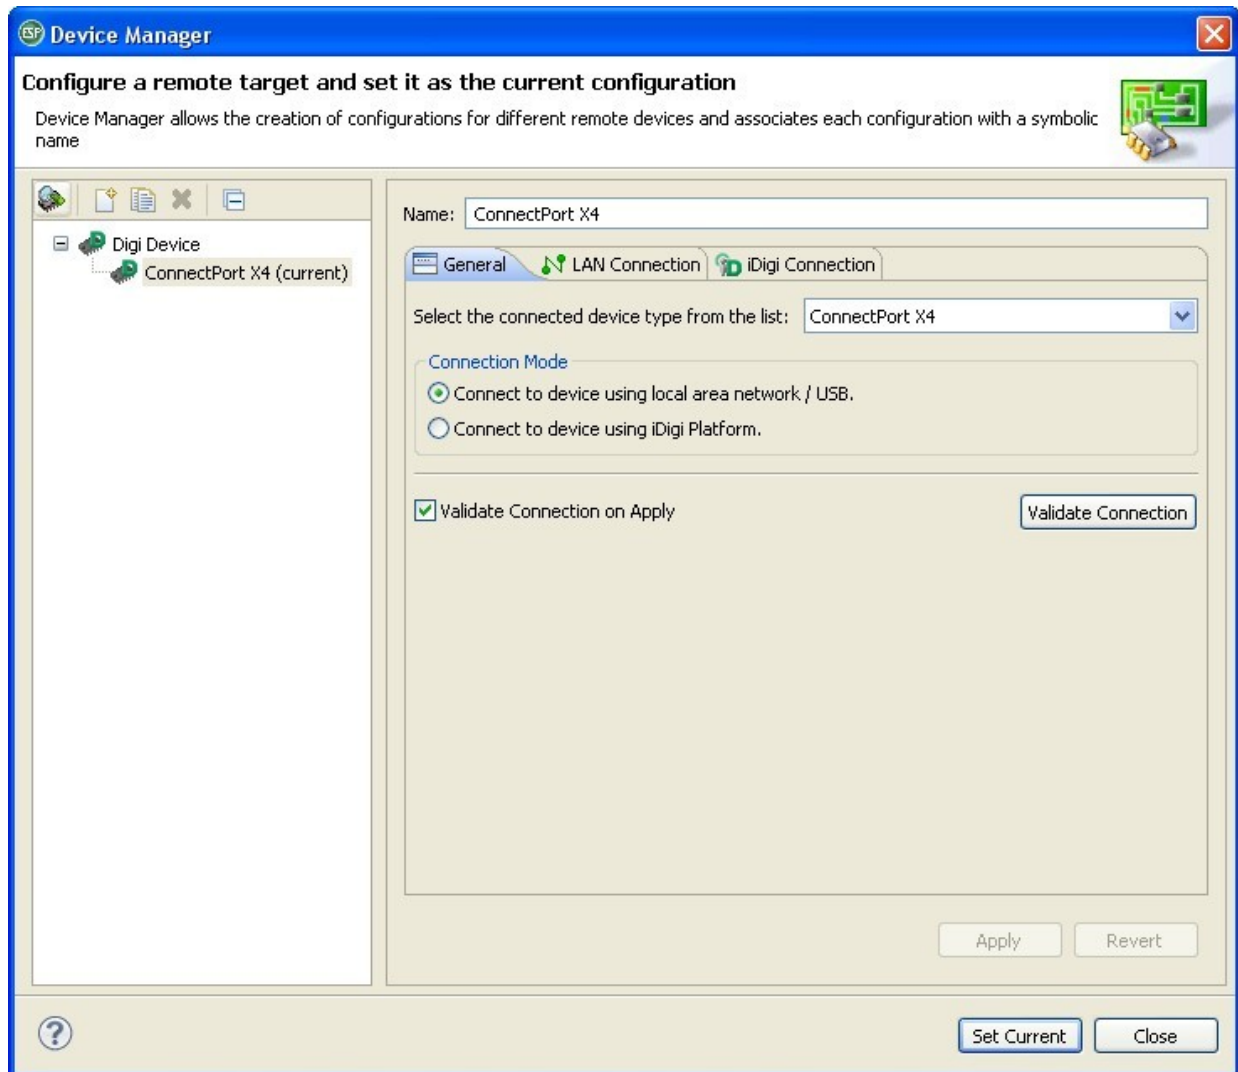 ESP Device Manager
Configure a remote target and set it as the current configuration
Device Manager allows the creation of configurations for different remote devices and associates each configuration with a symbolic
name
Digi Device
ConnectPort X4 (current)
Name: ConnectPort X4
General LAN Connection iDigi Connection
Select the connected device type from the list: ConnectPort X4
Connection Mode
Connect to device using local area network / USB.
Connect to device using iDigi Platform.
Validate Connection on Apply Validate Connection
Apply Revert
? Set Current Close